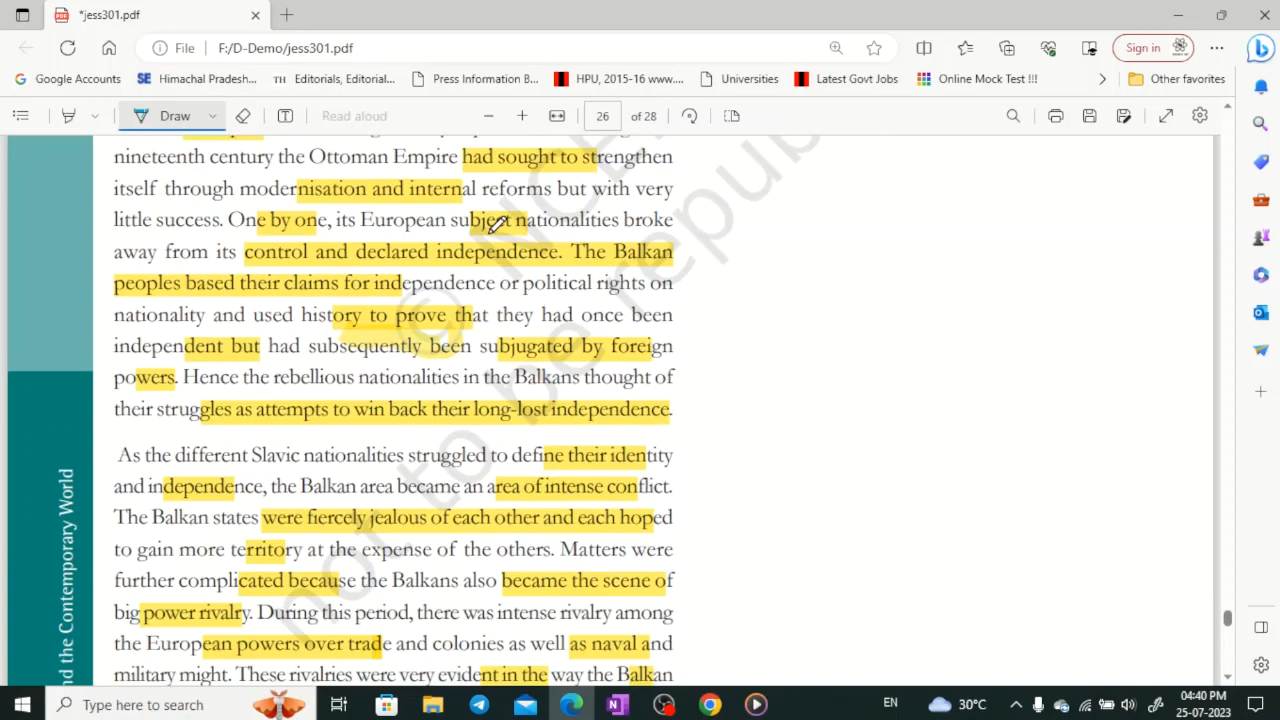 *jess301.pdf
File F:/D-Demo/jess301.pdf Sign in
Google Accounts SE Himachal Pradesh... TH Editorials, Editorial... Press Information B... HPU, 2015-16 www.... Universities Latest Govt Jobs Online Mock Test !!! Other favorites
Draw Read aloud 26 of 28
nineteenth century the Ottoman Empire had sought to strengthen
itself through modernisation and internal reforms but with very
little success. One by one, its European subject nationalities broke
away from its control and declared independence. The Balkan
peoples based their claims for independence or political rights on
nationality and used history to prove that they had once been
independent but had subsequently been subjugated by foreign
powers. Hence the rebellious nationalities in the Balkans thought of
their struggles as attempts to win back their long-lost independence.
As the different Slavic nationalities struggled to define their identity
and independence, the Balkan area became an area of intense conflict.
The Balkan states were fiercely jealous of each other and each hoped
to gain more territory at the expense of the others. Matters were
further complicated because the Balkans also became the scene of
big power rivalry. During this period, there was intense rivalry among
the European powers over trade and colonies as well as naval and
military might. These rivalries were very evident in the way the Balkan
nd the Contemporary World
not to be republ
Type here to search
EN
30°C
04:40 PM
25-07-2023